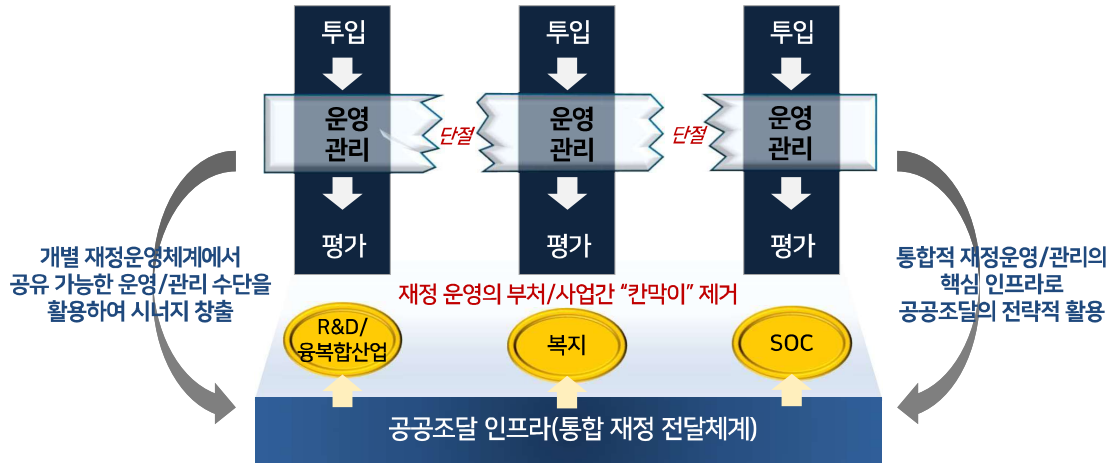 투입
투입
투입
운영
관리
단절
운영
관리
단절
운영
관리
평가
평가
평가
개별 재정운영체계에서
공유 가능한 운영/관리 수단을
활용하여 시너지 창출
통합적 재정운영/관리의
핵심 인프라로
공공조달의 전략적 활용
재정 운영의 부처/사업간 “칸막이” 제거
R&D/
융복합산업
복지
SOC
공공조달 인프라(통합 재정 전달체계)